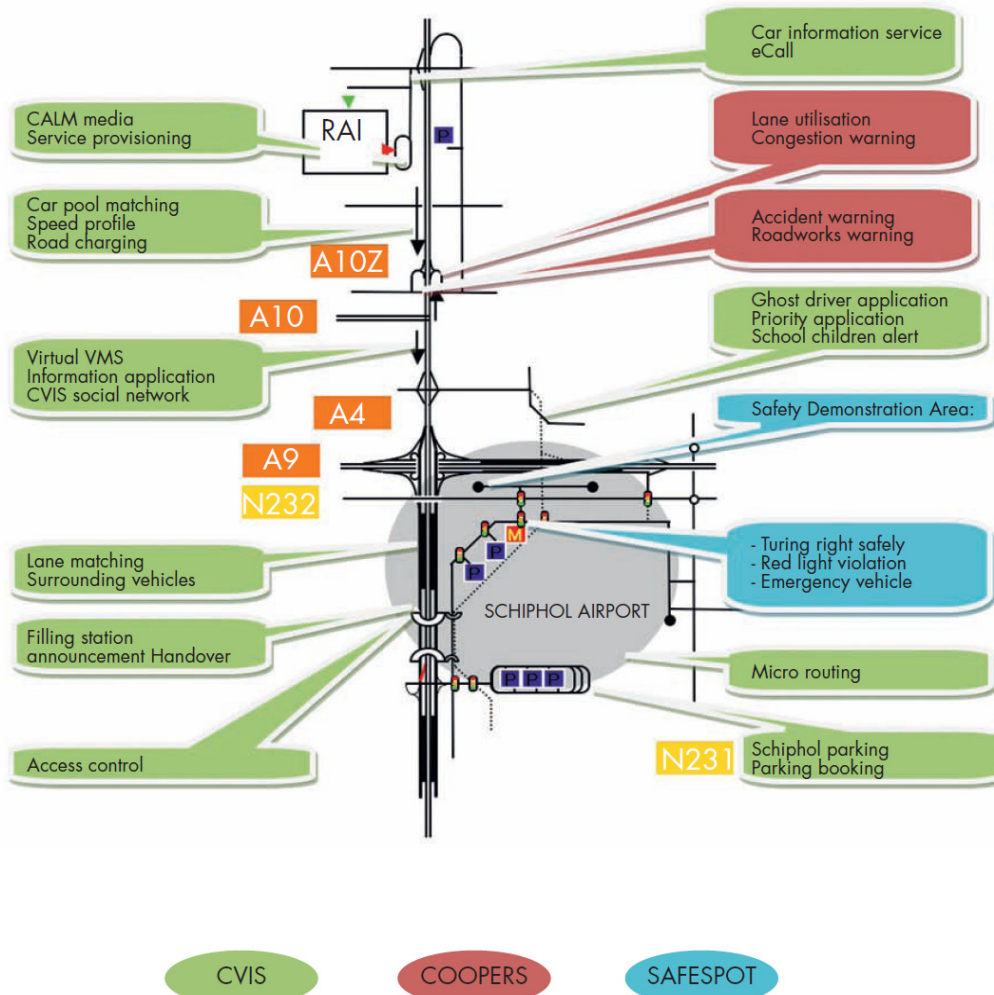 Car information service
eCall
CALM media
Service provisioning
RAI
P
Lane utilisation
Congestion warning
Car pool matching
Speed profile
Road charging
Accident warning
Roadworks warning
A10Z
A10
Ghost driver application
Priority application
School children alert
Virtual VMS
Information application
CVIS social network
A4
Safety Demonstration Area:
A9
N232
M
P
P
- Turing right safely
- Red light violation
- Emergency vehicle
Lane matching
Surrounding vehicles
SCHIPHOL AIRPORT
Filling station
announcement Handover
Micro routing
P P P
Access control
N231
Schiphol parking
Parking booking
CVIS
COOPERS
SAFESPOT